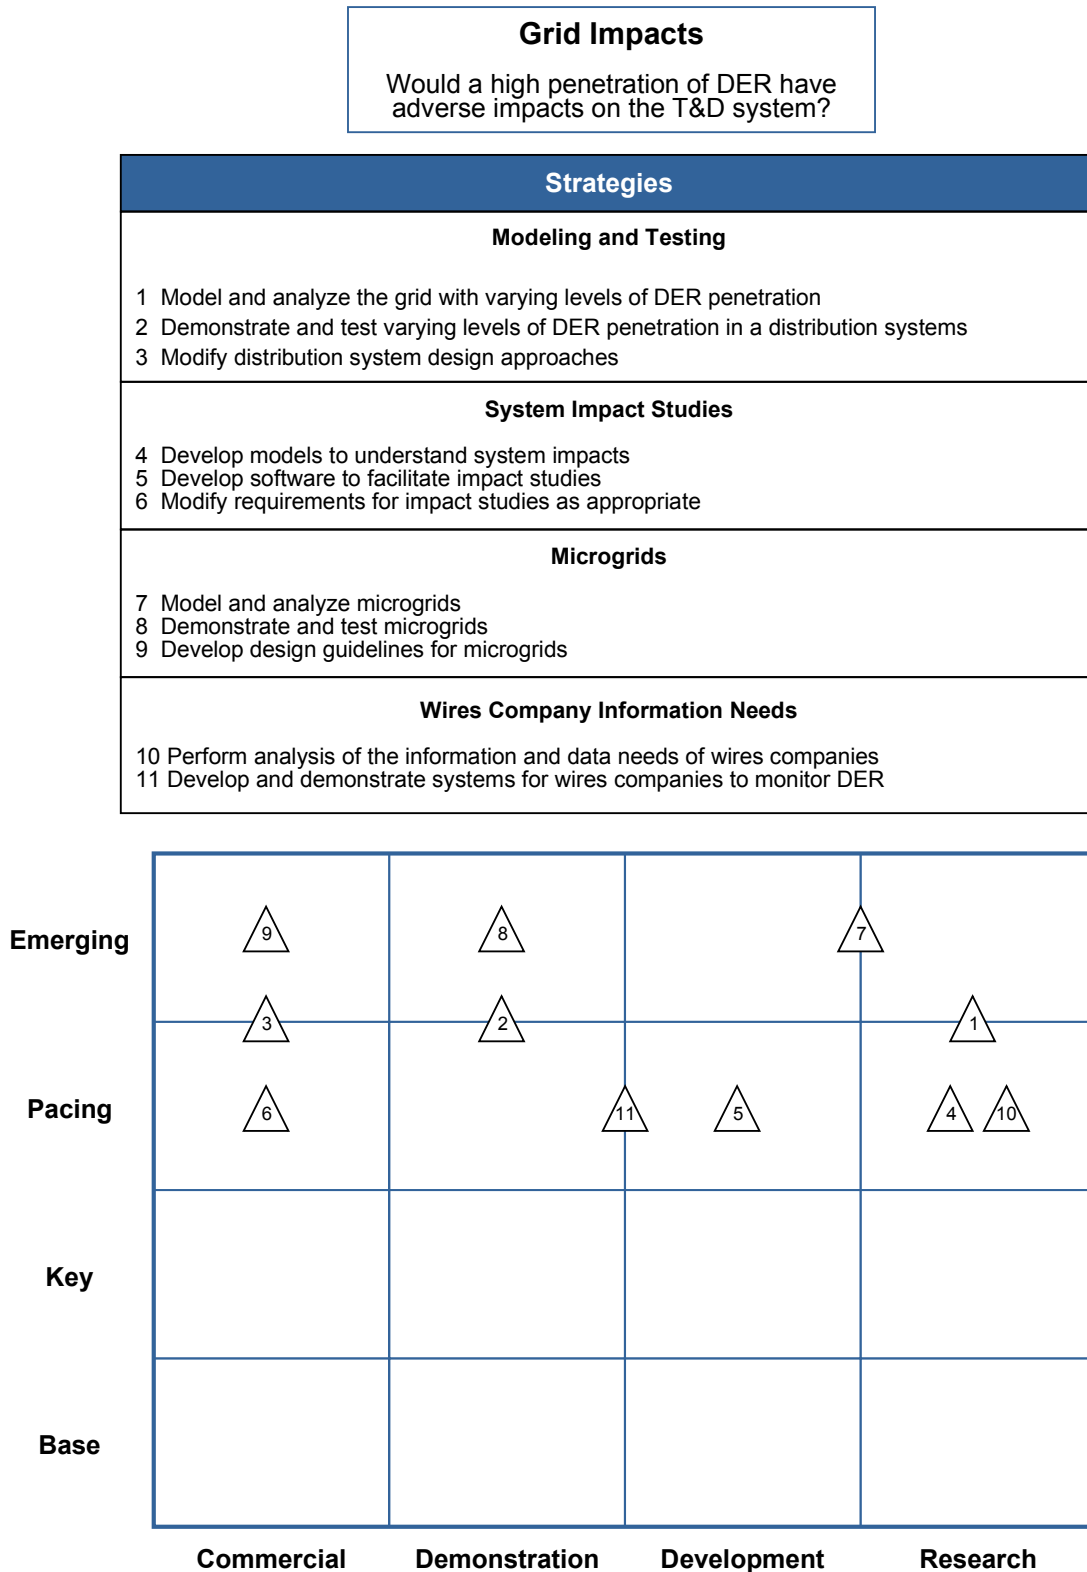 Grid Impacts
Would a high penetration of DER have
adverse impacts on the T&D system?
Strategies
Modeling and Testing
1 Model and analyze the grid with varying levels of DER penetration
2 Demonstrate and test varying levels of DER penetration in a distribution systems
3 Modify distribution system design approaches
System Impact Studies
4 Develop models to understand system impacts
5 Develop software to facilitate impact studies
6 Modify requirements for impact studies as appropriate
Microgrids
7 Model and analyze microgrids
8 Demonstrate and test microgrids
9 Develop design guidelines for microgrids
Wires Company Information Needs
10 Perform analysis of the information and data needs of wires companies
11 Develop and demonstrate systems for wires companies to monitor DER
Emerging 9 8 7
3 2 1
Pacing 6 11 5 4 10
Key
Base
Commercial Demonstration Development Research